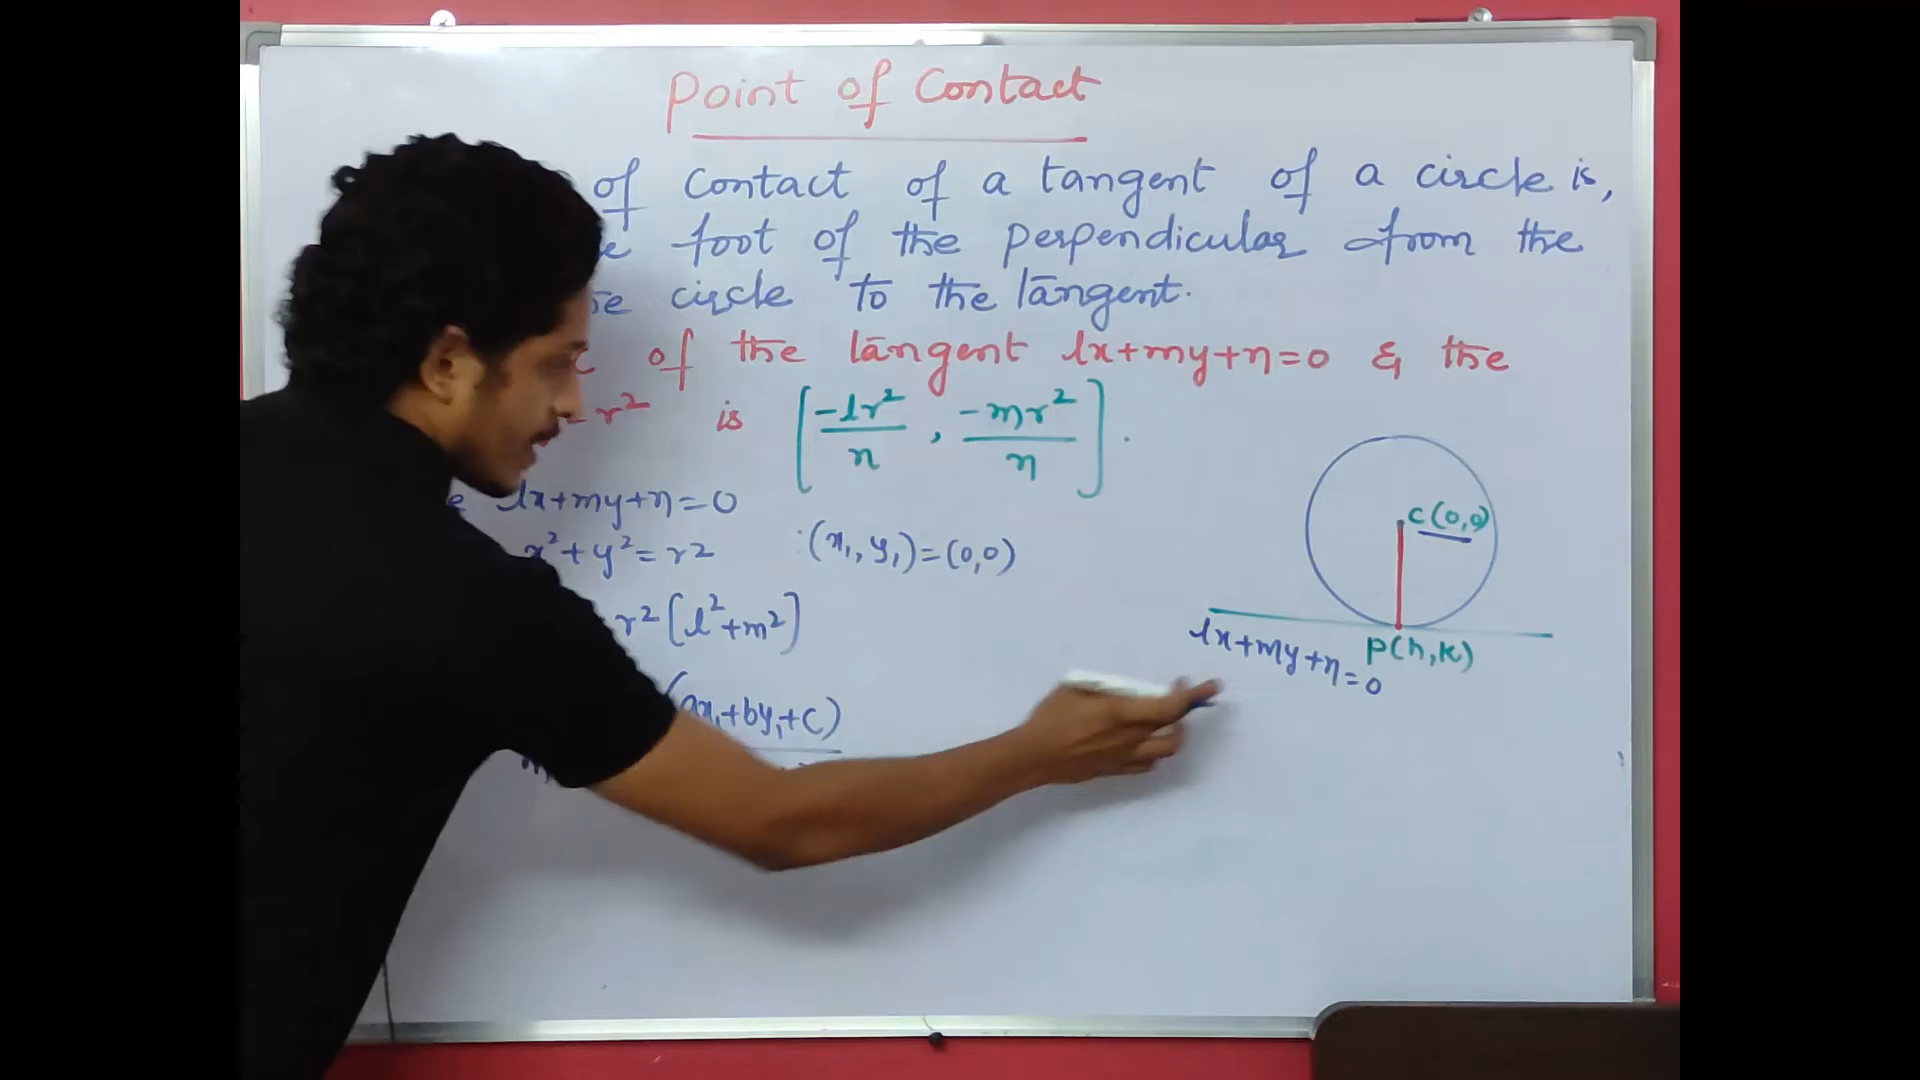 Point of Contact
of contact of a tangent of a circle is,
foot of the perpendicular from the
circle to the tangent.
of the tangent lx+my+n=0 & the
r² is [-lr²/n , -mr²/n].
lx+my+n=0
x²+y²=r² (x₁, y₁)=(0,0)
r²[l²+m²]
(ax₁+by₁+c)
C(0,0)
P(h,k)
lx+my+n=0